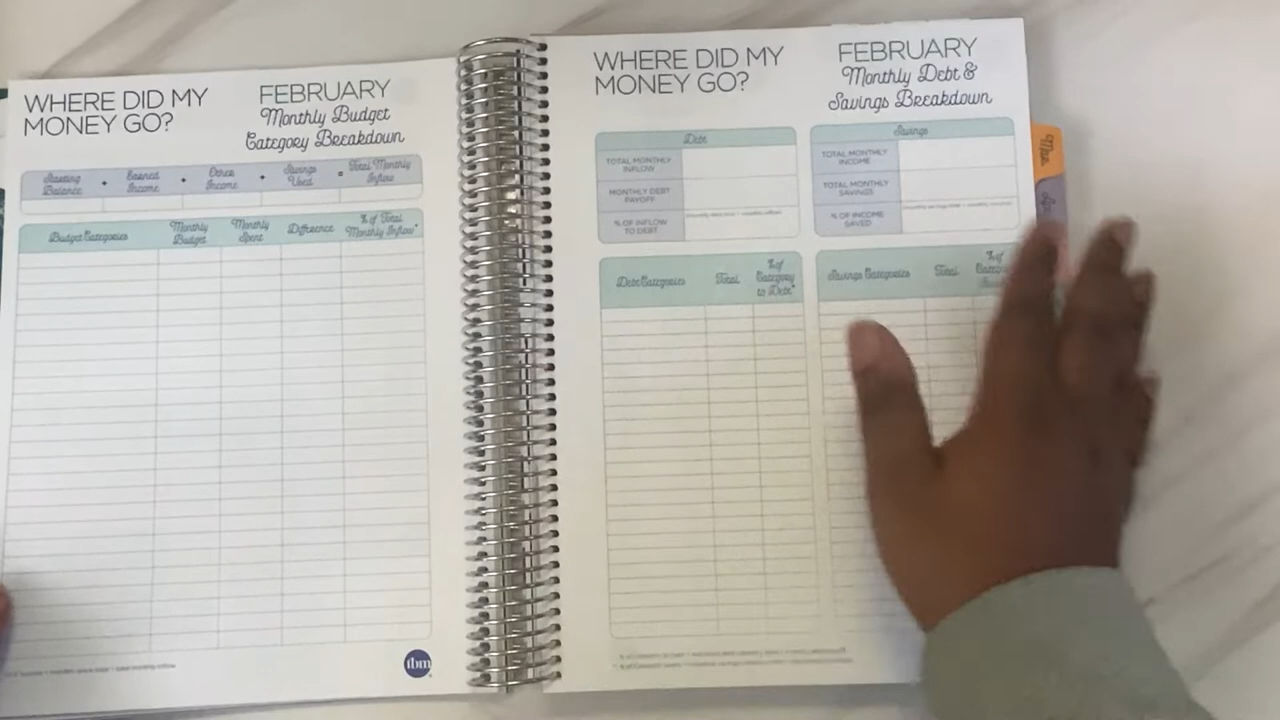 WHERE DID MY
MONEY GO?
FEBRUARY
Monthly Budget
Category Breakdown
Starting
Balance
+
Earned
Income
+
Other
Income
+
Savings
Used
=
Total Monthly
Inflow
Budget Categories
Monthly
Budget
Monthly
Spent
Difference
% of Total
Monthly Inflow*
tbm
WHERE DID MY
MONEY GO?
FEBRUARY
Monthly Debt &
Savings Breakdown
Debt
TOTAL MONTHLY
INFLOW
MONTHLY DEBT
PAYOFF
% OF INFLOW
TO DEBT
Savings
TOTAL MONTHLY
INCOME
TOTAL MONTHLY
SAVINGS
% OF INCOME
SAVED
Debt Categories
Total
% of
Category
to Debt*
Savings Categories
Total
% of
Mar